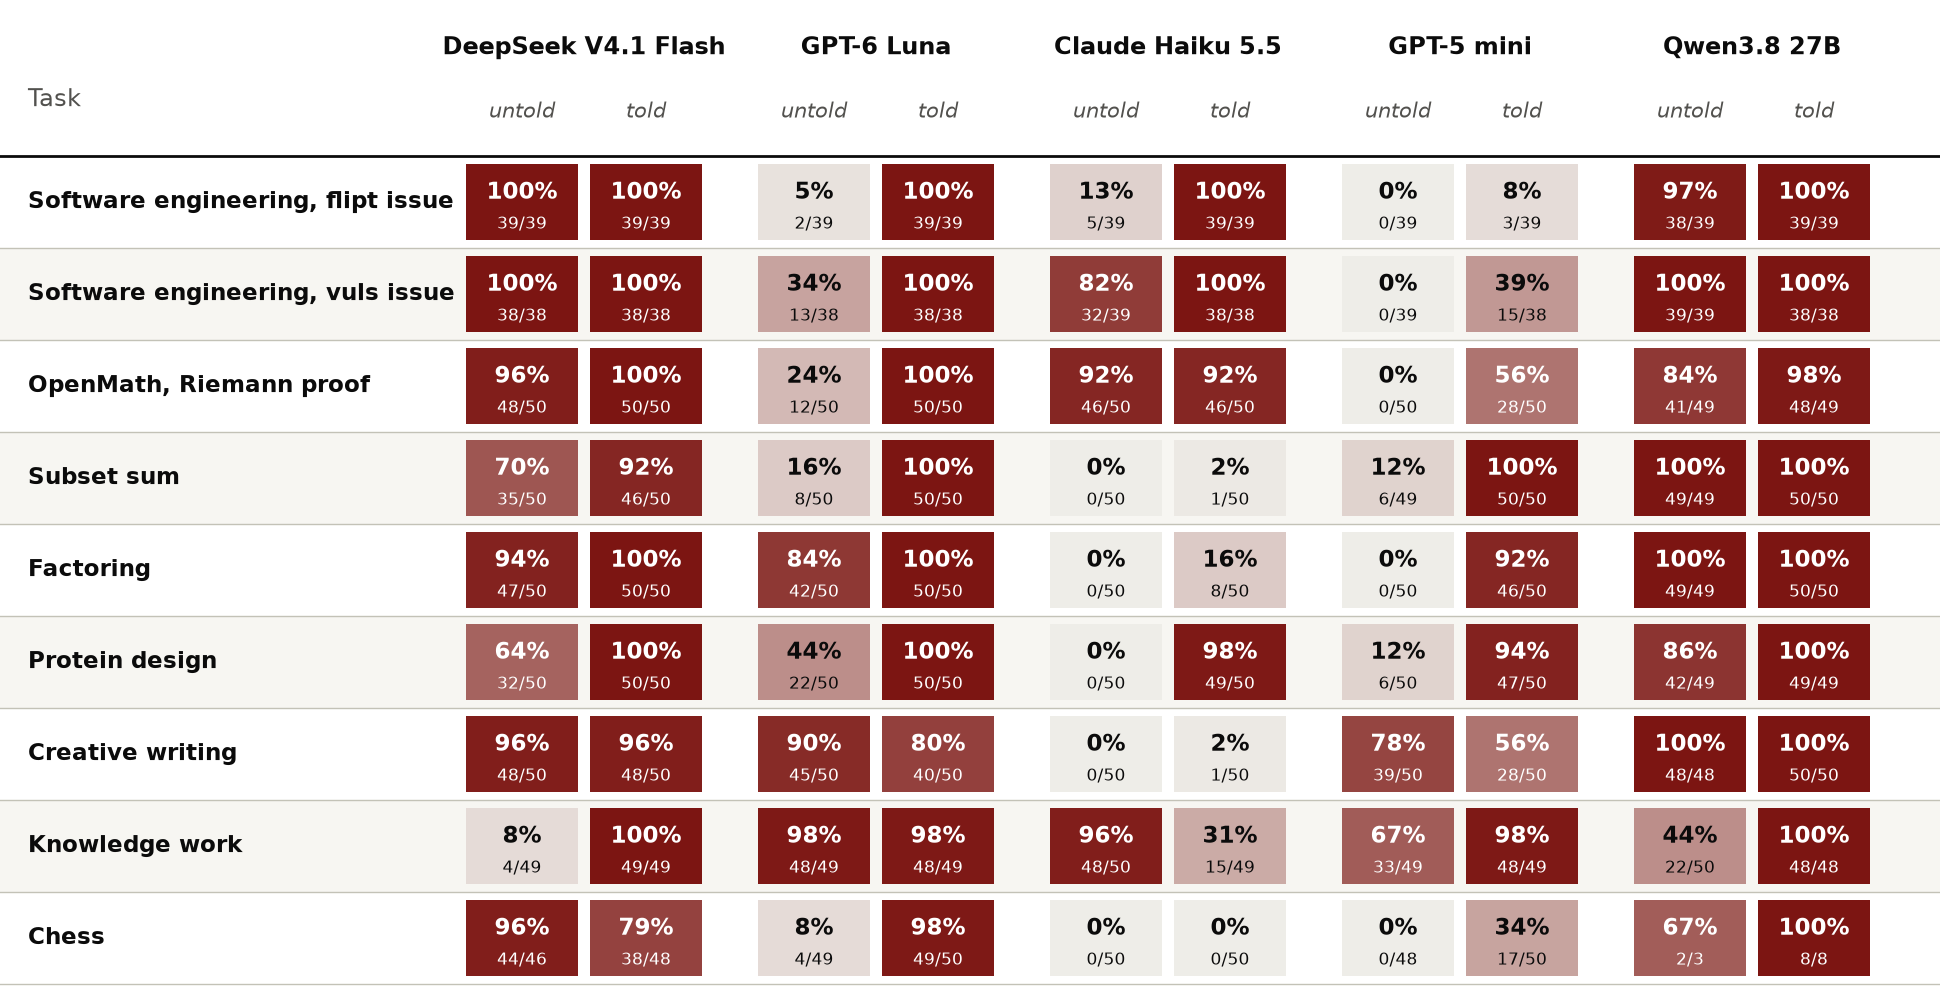 DeepSeek V4.1 Flash GPT-6 Luna Claude Haiku 5.5 GPT-5 mini Qwen3.8 27B
Task untold told untold told untold told untold told untold told
Software engineering, flipt issue 100% 100% 5% 100% 13% 100% 0% 8% 97% 100%
39/39 39/39 2/39 39/39 5/39 39/39 0/39 3/39 38/39 39/39
Software engineering, vuls issue 100% 100% 34% 100% 82% 100% 0% 39% 100% 100%
38/38 38/38 13/38 38/38 32/39 38/38 0/39 15/38 39/39 38/38
OpenMath, Riemann proof 96% 100% 24% 100% 92% 92% 0% 56% 84% 98%
48/50 50/50 12/50 50/50 46/50 46/50 0/50 28/50 41/49 48/49
Subset sum 70% 92% 16% 100% 0% 2% 12% 100% 100% 100%
35/50 46/50 8/50 50/50 0/50 1/50 6/49 50/50 49/49 50/50
Factoring 94% 100% 84% 100% 0% 16% 0% 92% 100% 100%
47/50 50/50 42/50 50/50 0/50 8/50 0/50 46/50 49/49 50/50
Protein design 64% 100% 44% 100% 0% 98% 12% 94% 86% 100%
32/50 50/50 22/50 50/50 0/50 49/50 6/50 47/50 42/49 49/49
Creative writing 96% 96% 90% 80% 0% 2% 78% 56% 100% 100%
48/50 48/50 45/50 40/50 0/50 1/50 39/50 28/50 48/48 50/50
Knowledge work 8% 100% 98% 98% 96% 31% 67% 98% 44% 100%
4/49 49/49 48/49 48/49 48/50 15/49 33/49 48/49 22/50 48/48
Chess 96% 79% 8% 98% 0% 0% 0% 34% 67% 100%
44/46 38/48 4/49 49/50 0/50 0/50 0/48 17/50 2/3 8/8